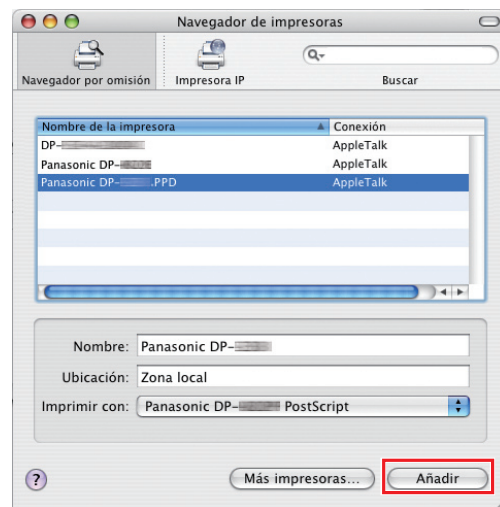 Navegador de impresoras
Navegador por omisión
Impresora IP
Buscar
Nombre de la impresora Conexión
DP- AppleTalk
Panasonic DP- AppleTalk
Panasonic DP- .PPD AppleTalk
Nombre: Panasonic DP-
Ubicación: Zona local
Imprimir con: Panasonic DP- PostScript
? Más impresoras... Añadir